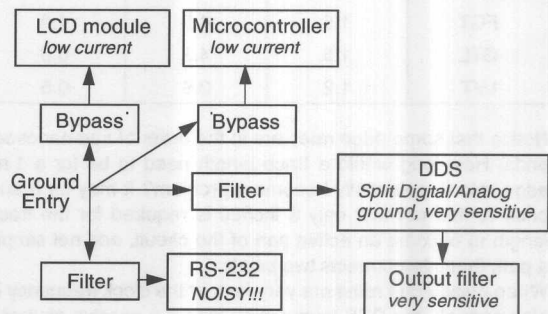 LCD module
low current
Microcontroller
low current
Bypass
Bypass
Ground
Entry
Filter
DDS
Split Digital/Analog
ground, very sensitive
Filter
RS-232
NOISY!!!
Output filter
very sensitive